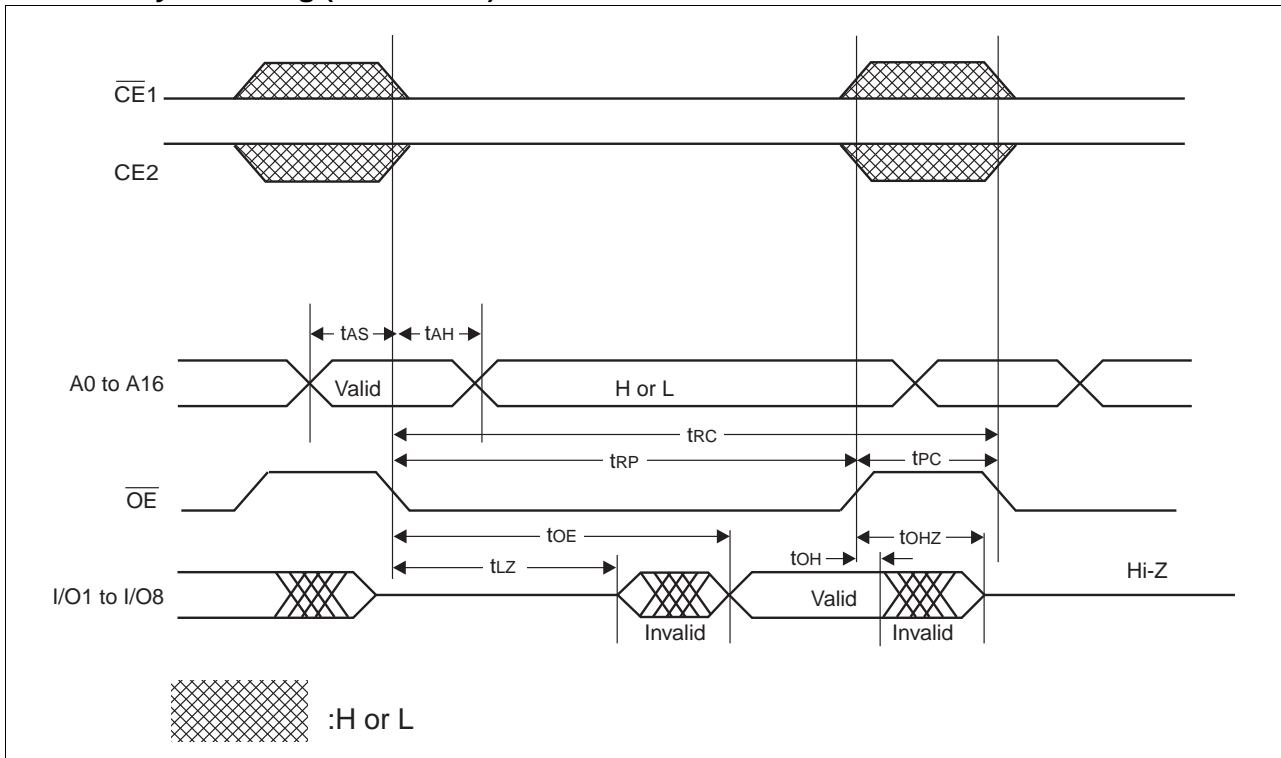 CE1
CE2
tAS
tAH
A0 to A16
Valid
H or L
tRC
tRP
tPC
OE
tOE
tOHZ
tLZ
tOH
Hi-Z
I/O1 to I/O8
Valid
Invalid
Invalid
:H or L